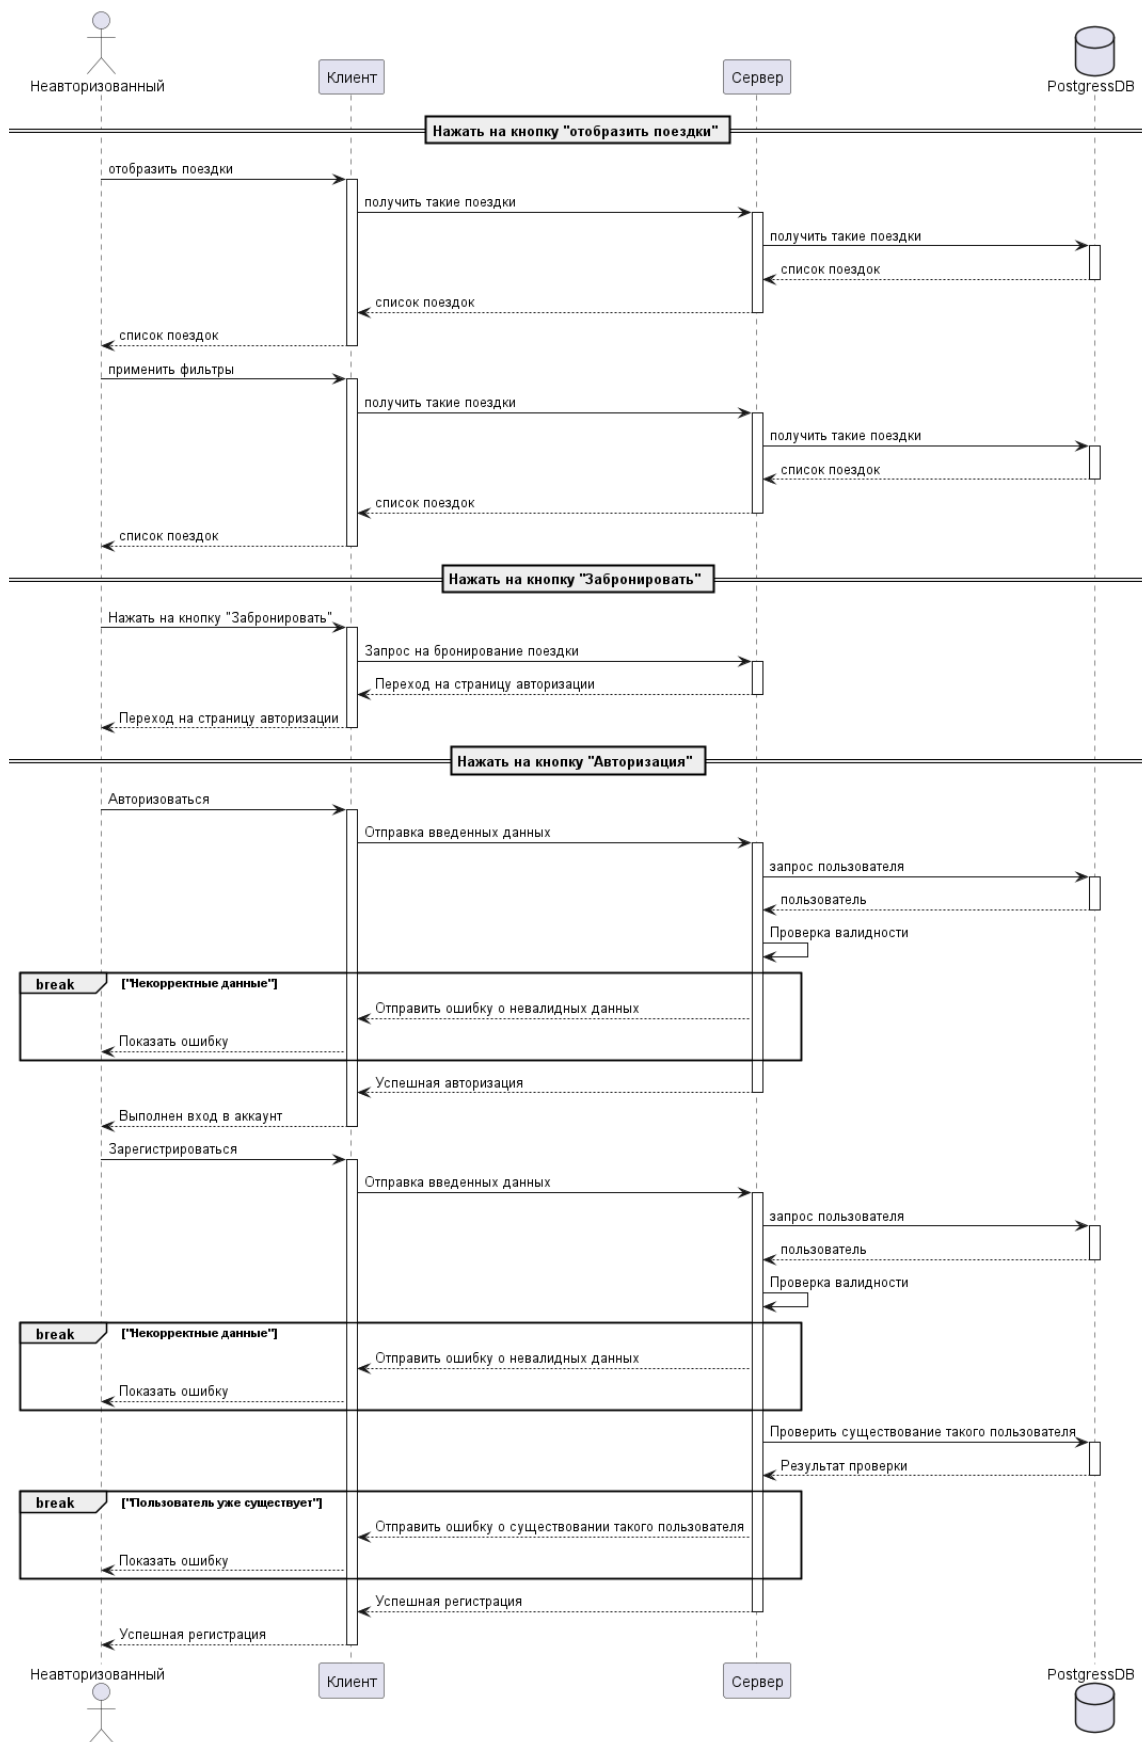 Неавторизованный
Клиент
Сервер
PostgressDB
Нажать на кнопку "отобразить поездки"
отобразить поездки
получить такие поездки
получить такие поездки
список поездок
список поездок
список поездок
применить фильтры
получить такие поездки
получить такие поездки
список поездок
список поездок
список поездок
Нажать на кнопку "Забронировать"
Нажать на кнопку "Забронировать"
Запрос на бронирование поездки
Переход на страницу авторизации
Переход на страницу авторизации
Нажать на кнопку "Авторизация"
Авторизоваться
Отправка введенных данных
запрос пользователя
пользователь
Проверка валидности
break ["Некорректные данные"]
Отправить ошибку о невалидных данных
Показать ошибку
Успешная авторизация
Выполнен вход в аккаунт
Зарегистрироваться
Отправка введенных данных
запрос пользователя
пользователь
Проверка валидности
break ["Некорректные данные"]
Отправить ошибку о невалидных данных
Показать ошибку
Проверить существование такого пользователя
Результат проверки
break ["Пользователь уже существует"]
Отправить ошибку о существовании такого пользователя
Показать ошибку
Успешная регистрация
Успешная регистрация
Неавторизованный
Клиент
Сервер
PostgressDB